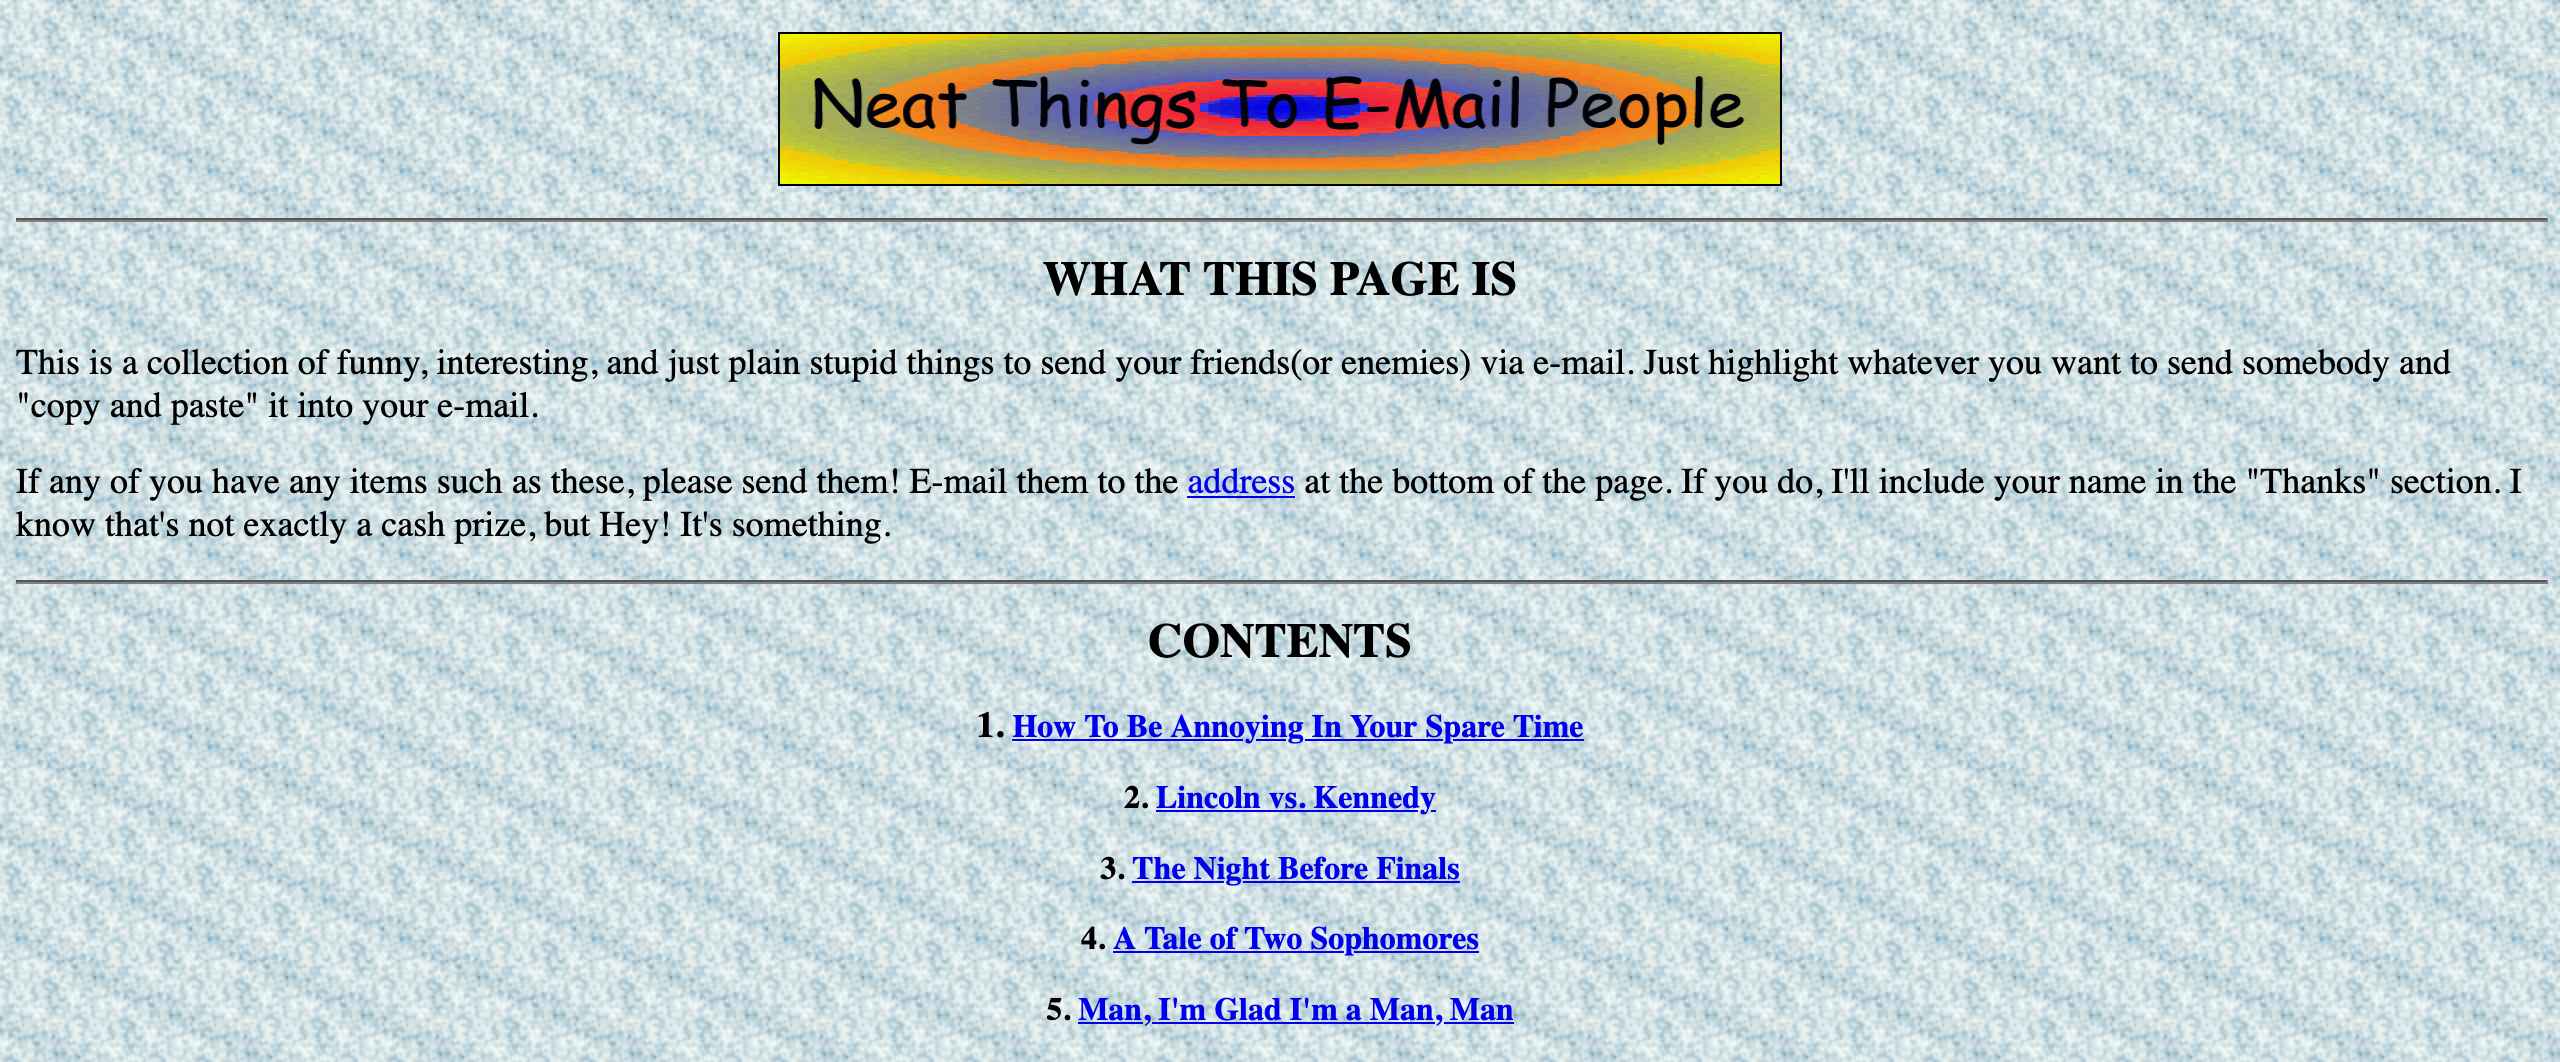 Neat Things To E-Mail People
WHAT THIS PAGE IS
This is a collection of funny, interesting, and just plain stupid things to send your friends(or enemies) via e-mail. Just highlight whatever you want to send somebody and
"copy and paste" it into your e-mail.
If any of you have any items such as these, please send them! E-mail them to the address at the bottom of the page. If you do, I'll include your name in the "Thanks" section. I
know that's not exactly a cash prize, but Hey! It's something.
CONTENTS
1. How To Be Annoying In Your Spare Time
2. Lincoln vs. Kennedy
3. The Night Before Finals
4. A Tale of Two Sophomores
5. Man, I'm Glad I'm a Man, Man